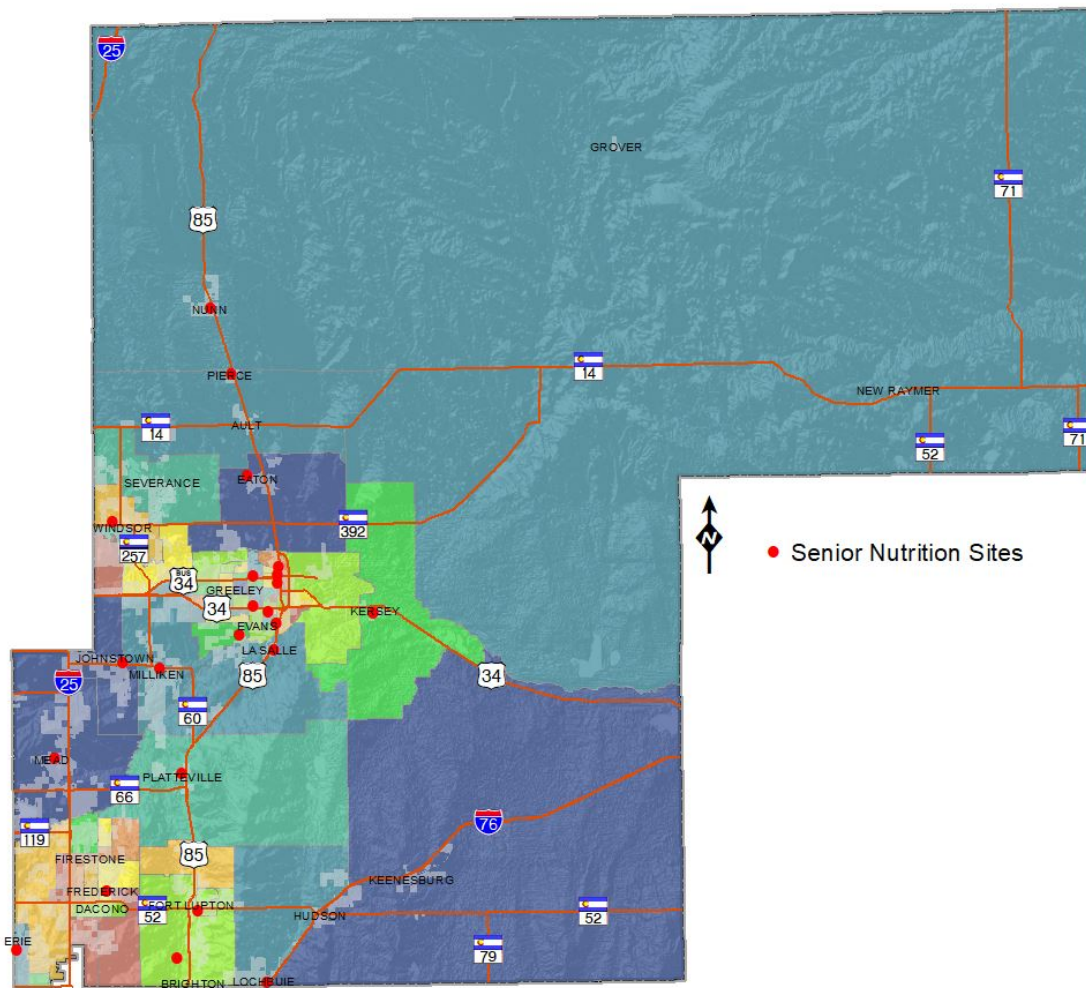 25
GROVER
71
85
NUNN
14
PIERCE
NEW RAYMER
14
AULT
71
52
SEVERANCE
EATON
WINDSOR
392
N
Senior Nutrition Sites
257
BUS
34
GREELEY
34
KERSEY
EVANS
LA SALLE
JOHNSTOWN
MILLIKEN
85
34
25
60
MEAD
PLATTEVILLE
66
76
119
85
FIRESTONE
KEENESBURG
FREDERICK
DACONO
52
FORT LUPTON
HUDSON
52
ERIE
79
BRIGHTON
LOCHBUIE